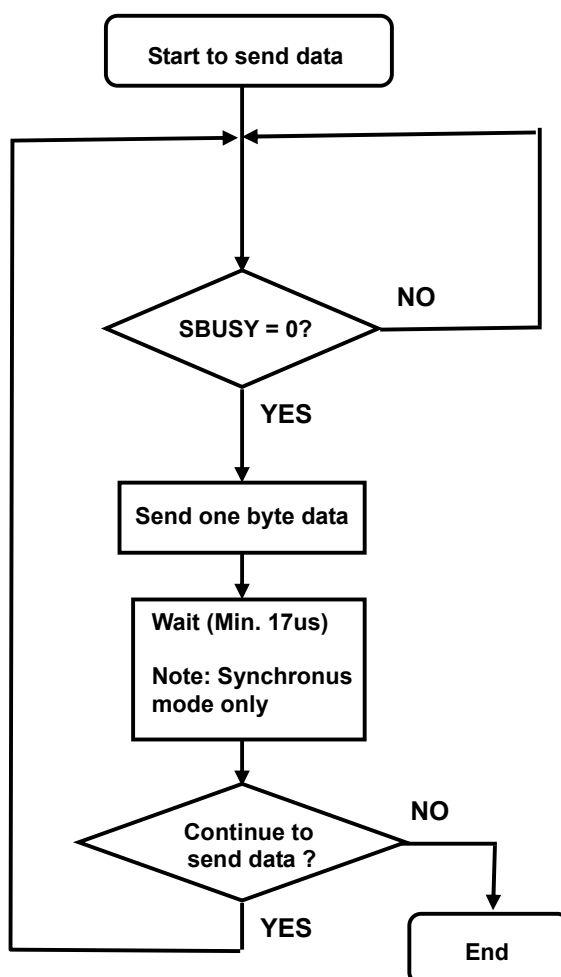 Start to send data
NO
SBUSY = 0?
YES
Send one byte data
Wait (Min. 17us)
Note: Synchronus
mode only
NO
Continue to
send data ?
YES
End